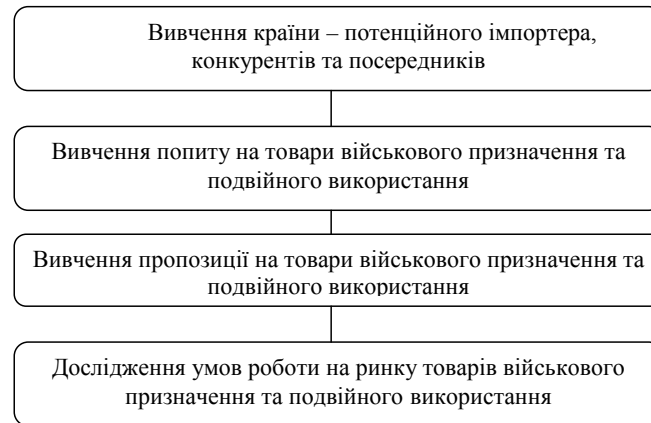 Вивчення країни – потенційного імпортера,
конкурентів та посередників
Вивчення попиту на товари військового призначення та
подвійного використання
Вивчення пропозиції на товари військового призначення та
подвійного використання
Дослідження умов роботи на ринку товарів військового
призначення та подвійного використання